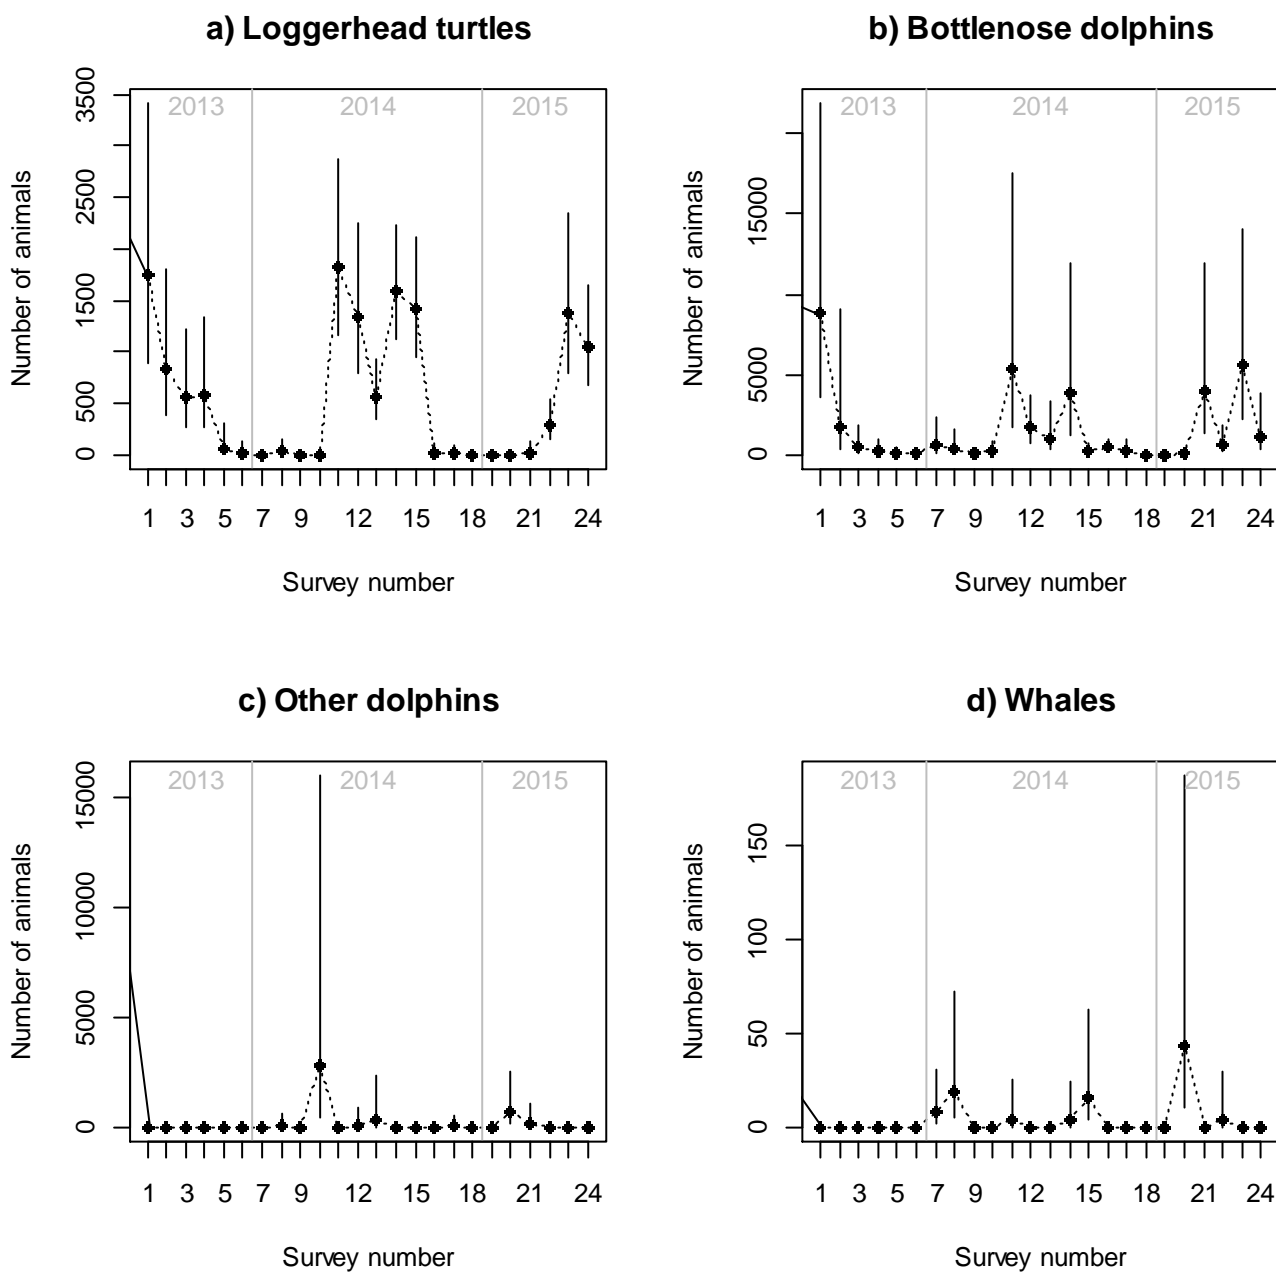 a) Loggerhead turtles
2013 2014 2015
3500
2500
1500
500
0
Number of animals
1 3 5 7 9 12 15 18 21 24
Survey number
b) Bottlenose dolphins
2013 2014 2015
15000
5000
0
Number of animals
1 3 5 7 9 12 15 18 21 24
Survey number
c) Other dolphins
2013 2014 2015
15000
10000
5000
0
Number of animals
1 3 5 7 9 12 15 18 21 24
Survey number
d) Whales
2013 2014 2015
150
100
50
0
Number of animals
1 3 5 7 9 12 15 18 21 24
Survey number